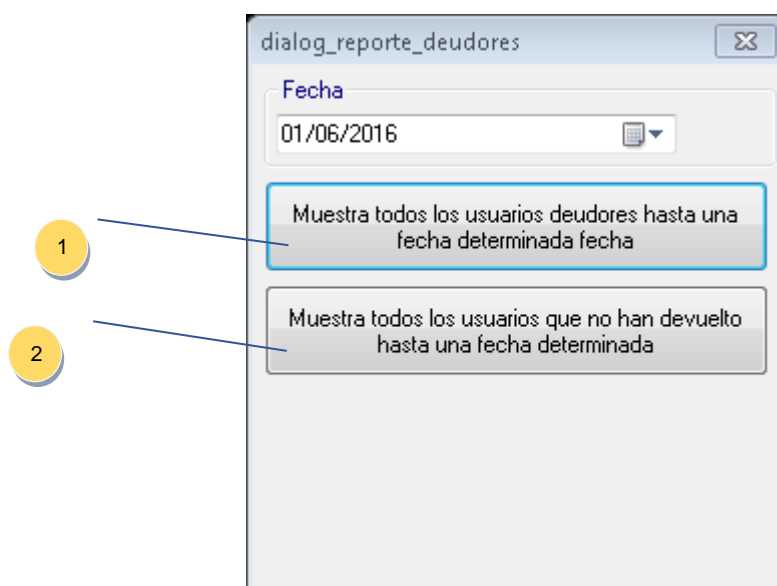 dialog_reporte_deudores
Fecha
01/06/2016
Muestra todos los usuarios deudores hasta una
fecha determinada fecha
1
Muestra todos los usuarios que no han devuelto
hasta una fecha determinada
2